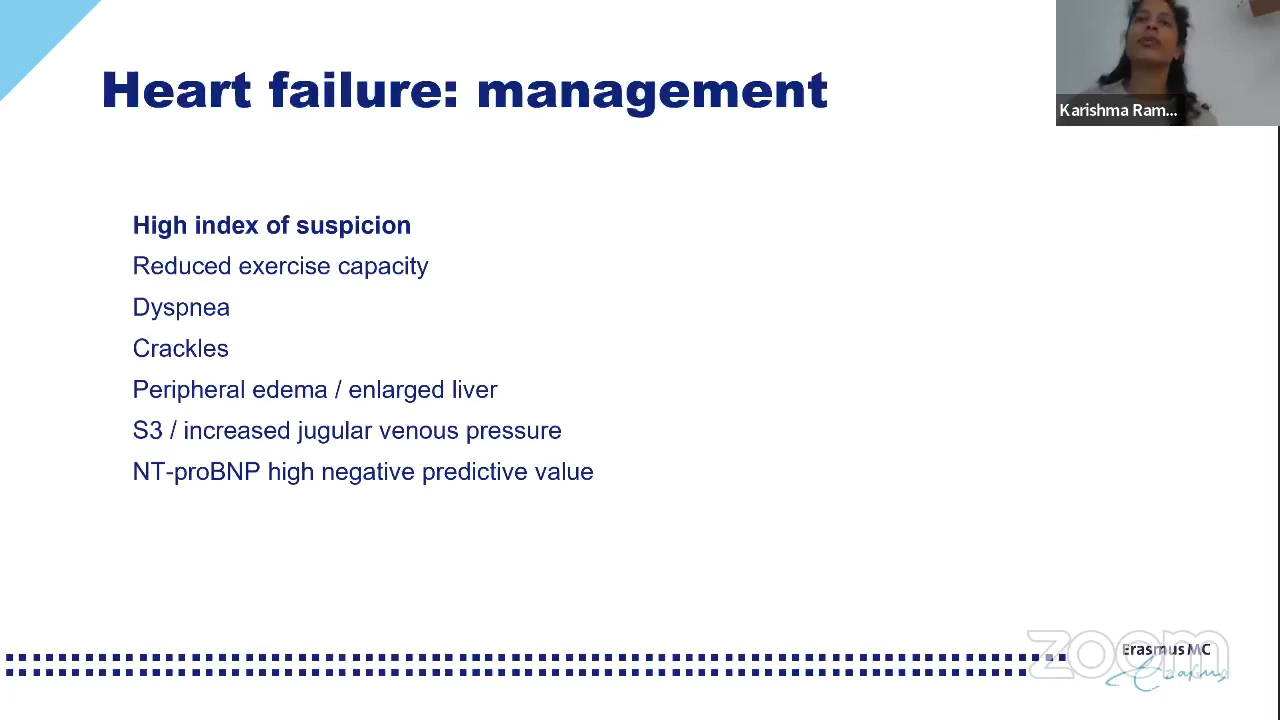 Heart failure: management
Karishma Ram...
High index of suspicion
Reduced exercise capacity
Dyspnea
Crackles
Peripheral edema / enlarged liver
S3 / increased jugular venous pressure
NT-proBNP high negative predictive value
zoom
Erasmus MC
Erasmus